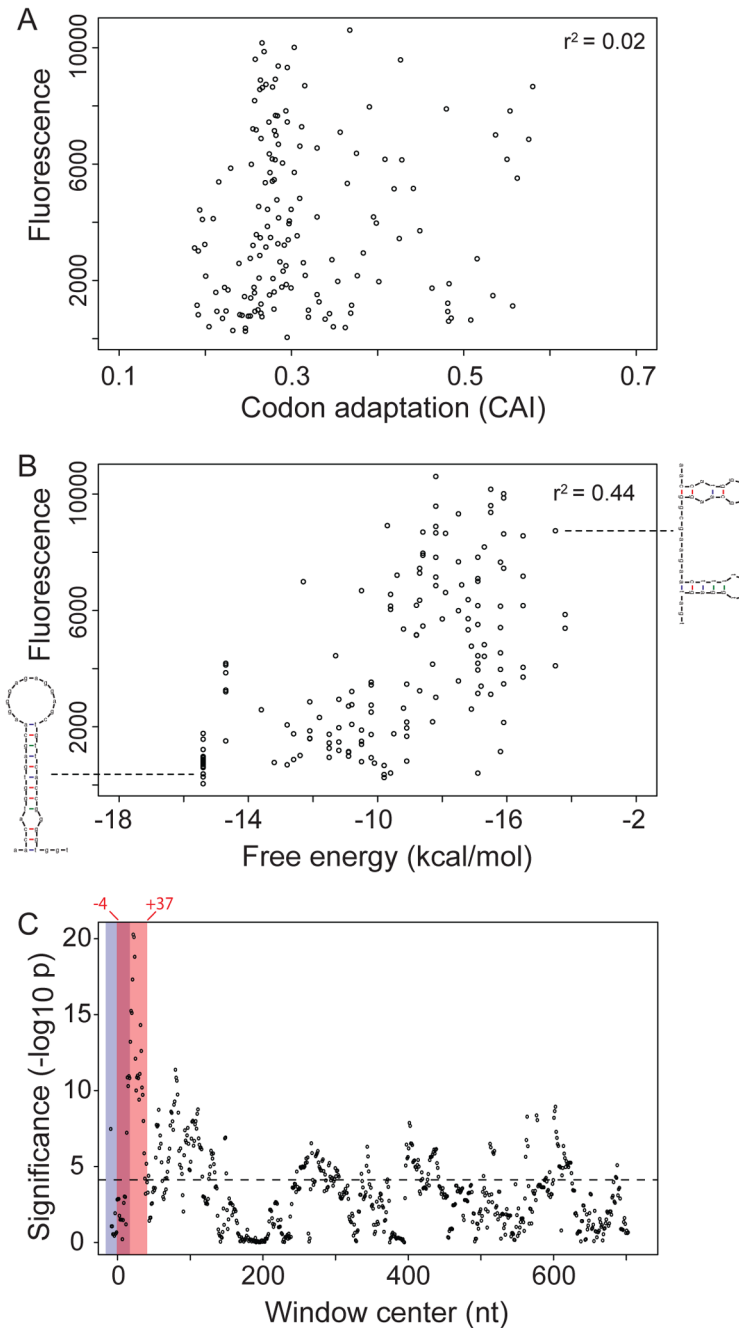 A
r² = 0.02
Fluorescence
10000
6000
2000
0.1 0.3 0.5 0.7
Codon adaptation (CAI)
B
r² = 0.44
Fluorescence
10000
6000
2000
-18 -14 -10 -16 -2
Free energy (kcal/mol)
C
-4 +37
Significance (-log10 p)
20
15
10
5
0
0 200 400 600
Window center (nt)